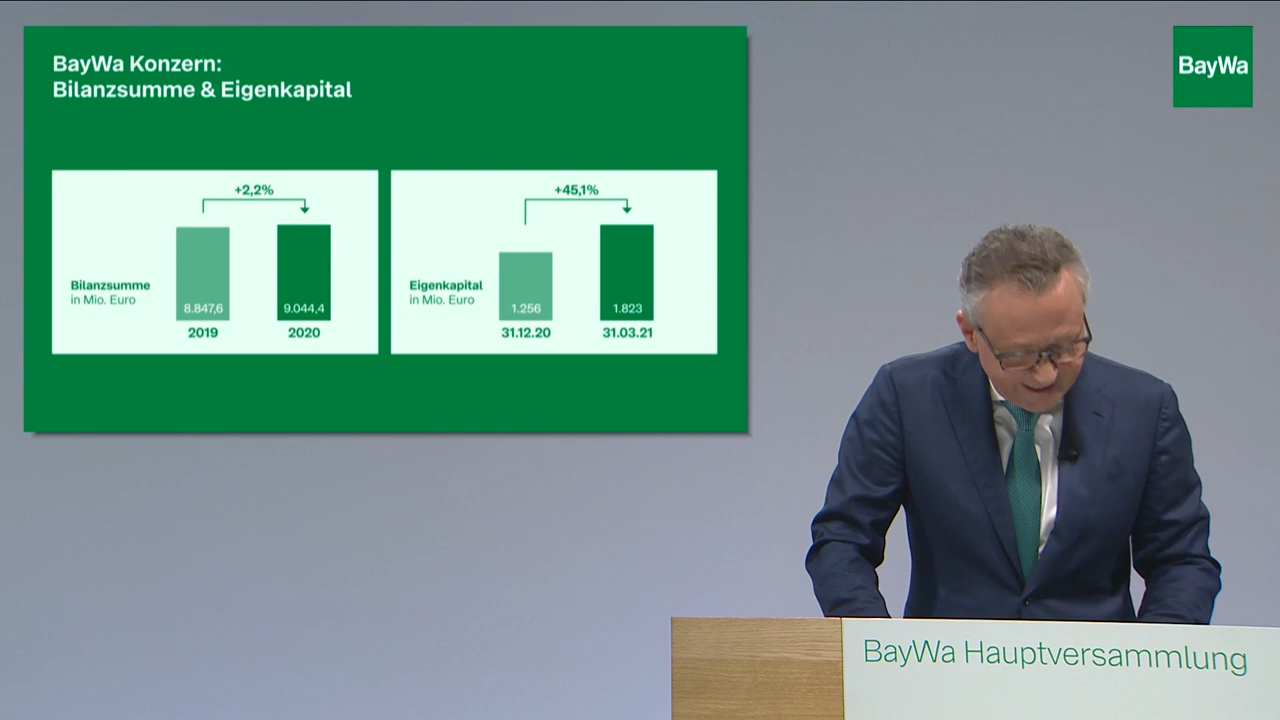 BayWa Konzern:
Bilanzsumme & Eigenkapital
BayWa
+2,2%
Bilanzsumme
in Mio. Euro
8.847,6
9.044,4
2019
2020
+45,1%
Eigenkapital
in Mio. Euro
1.256
1.823
31.12.20
31.03.21
BayWa Hauptversammlung